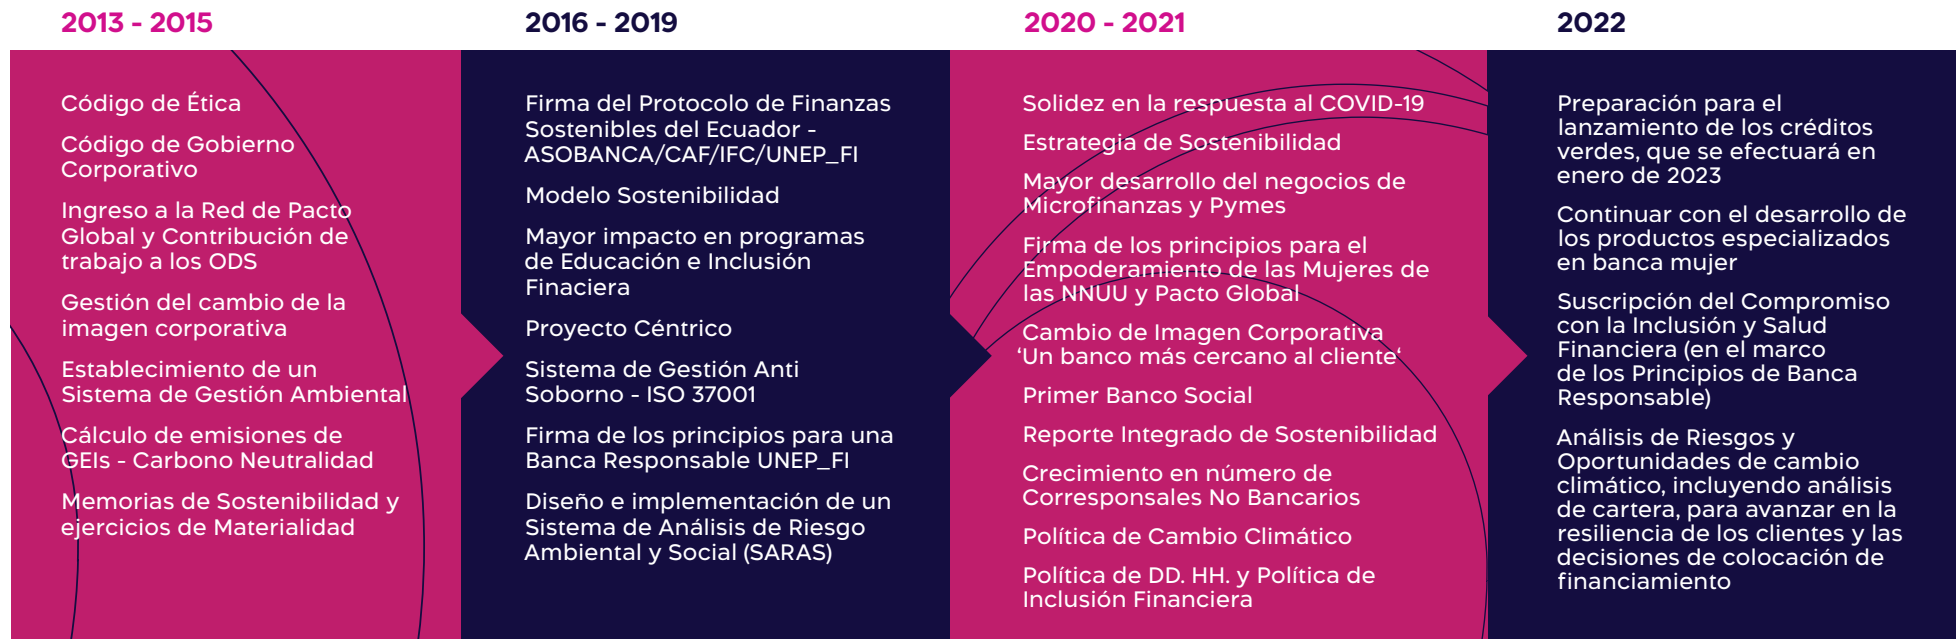 2013 - 2015
Código de Ética
Código de Gobierno
Corporativo
Ingreso a la Red de Pacto
Global y Contribución de
trabajo a los ODS
Gestión del cambio de la
imagen corporativa
Establecimiento de un
Sistema de Gestión Ambiental
Cálculo de emisiones de
GEIs - Carbono Neutralidad
Memorias de Sostenibilidad y
ejercicios de Materialidad
2016 - 2019
Firma del Protocolo de Finanzas
Sostenibles del Ecuador -
ASOBANCA/CAF/IFC/UNEP_FI
Modelo Sostenibilidad
Mayor impacto en programas
de Educación e Inclusión
Finaciera
Proyecto Céntrico
Sistema de Gestión Anti
Soborno - ISO 37001
Firma de los principios para una
Banca Responsable UNEP_FI
Diseño e implementación de un
Sistema de Análisis de Riesgo
Ambiental y Social (SARAS)
2020 - 2021
Solidez en la respuesta al COVID-19
Estrategia de Sostenibilidad
Mayor desarrollo del negocios de
Microfinanzas y Pymes
Firma de los principios para el
Empoderamiento de las Mujeres de
las NNUU y Pacto Global
Cambio de Imagen Corporativa
‘Un banco más cercano al cliente‘
Primer Banco Social
Reporte Integrado de Sostenibilidad
Crecimiento en número de
Corresponsales No Bancarios
Política de Cambio Climático
Política de DD. HH. y Política de
Inclusión Financiera
2022
Preparación para el
lanzamiento de los créditos
verdes, que se efectuará en
enero de 2023
Continuar con el desarrollo de
los productos especializados
en banca mujer
Suscripción del Compromiso
con la Inclusión y Salud
Financiera (en el marco
de los Principios de Banca
Responsable)
Análisis de Riesgos y
Oportunidades de cambio
climático, incluyendo análisis
de cartera, para avanzar en la
resiliencia de los clientes y las
decisiones de colocación de
financiamiento